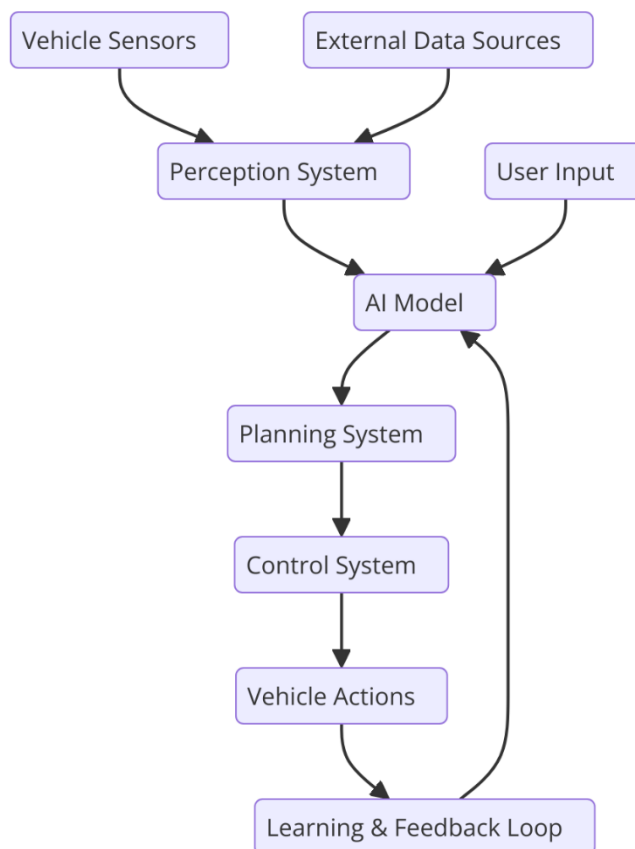 Vehicle Sensors
External Data Sources
Perception System
User Input
AI Model
Planning System
Control System
Vehicle Actions
Learning & Feedback Loop